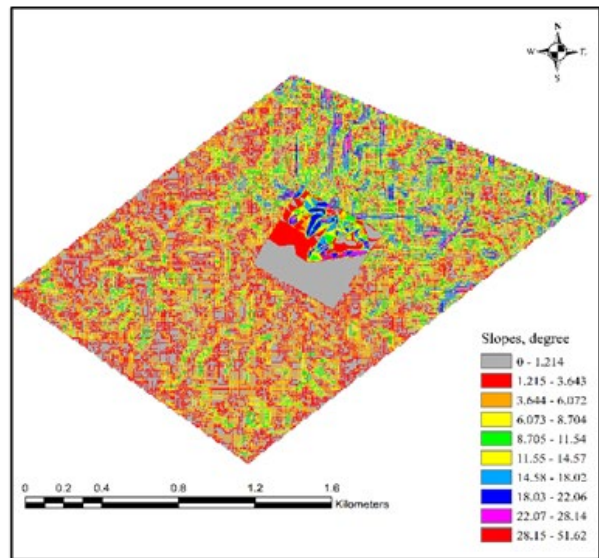 N
W E
S
Slopes, degree
0 - 1.214
1.215 - 3.643
3.644 - 6.072
6.073 - 8.704
8.705 - 11.54
11.55 - 14.57
14.58 - 18.02
18.03 - 22.06
22.07 - 28.14
28.15 - 51.62
0 0.2 0.4 0.8 1.2 1.6
Kilometers